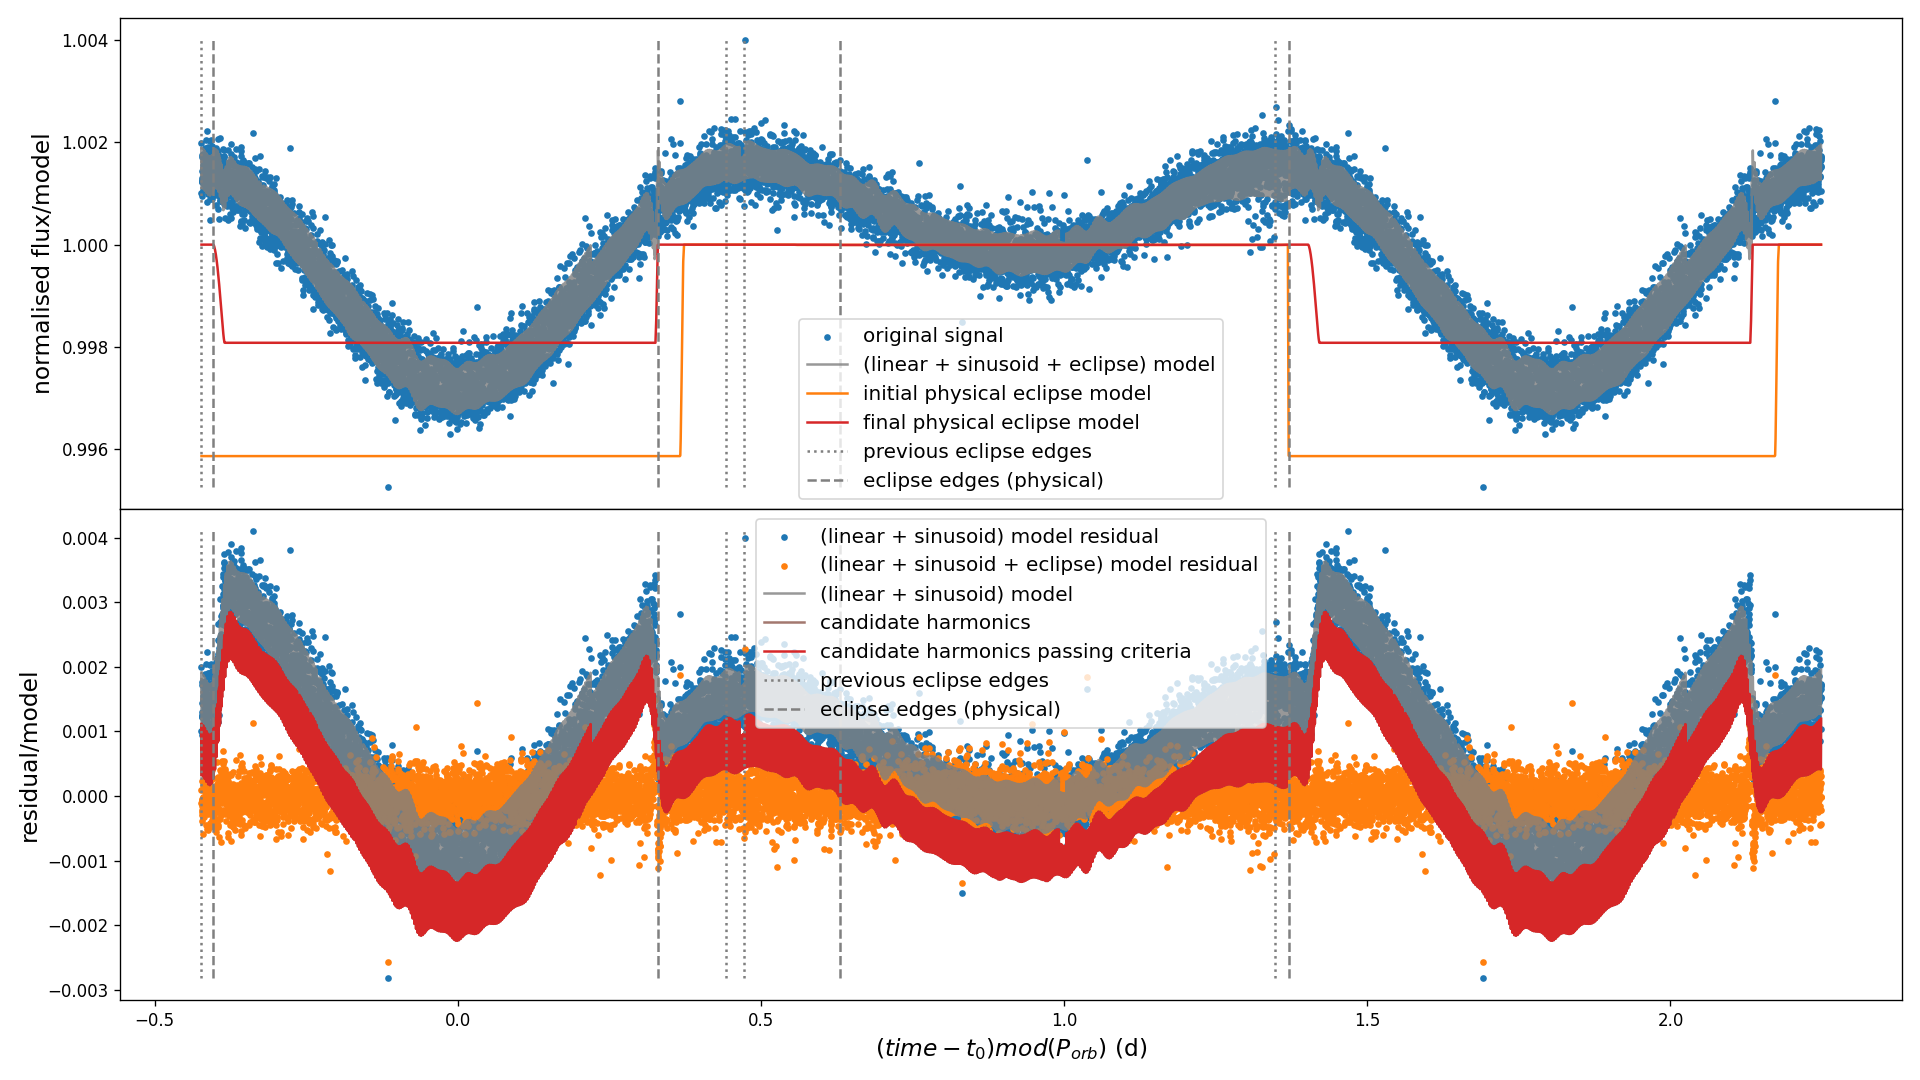 normalised flux/model
1.004
1.002
1.000
0.998
0.996
original signal
(linear + sinusoid + eclipse) model
initial physical eclipse model
final physical eclipse model
previous eclipse edges
eclipse edges (physical)
residual/model
0.004
0.003
0.002
0.001
0.000
−0.001
−0.002
−0.003
(linear + sinusoid) model residual
(linear + sinusoid + eclipse) model residual
(linear + sinusoid) model
candidate harmonics
candidate harmonics passing criteria
previous eclipse edges
eclipse edges (physical)
−0.5 0.0 0.5 1.0 1.5 2.0
(time − t₀)mod(Pₒᵣb) (d)